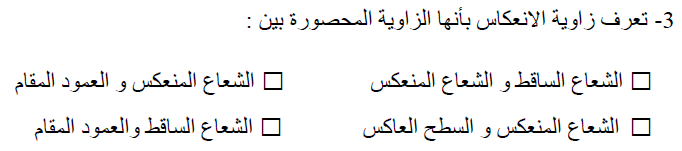 3- تعرف زاوية الانعكاس بأنها الزاوية المحصورة بين :
□ الشعاع الساقط و الشعاع المنعكس □ الشعاع المنعكس و العمود المقام
□ الشعاع المنعكس و السطح العاكس □ الشعاع الساقط والعمود المقام